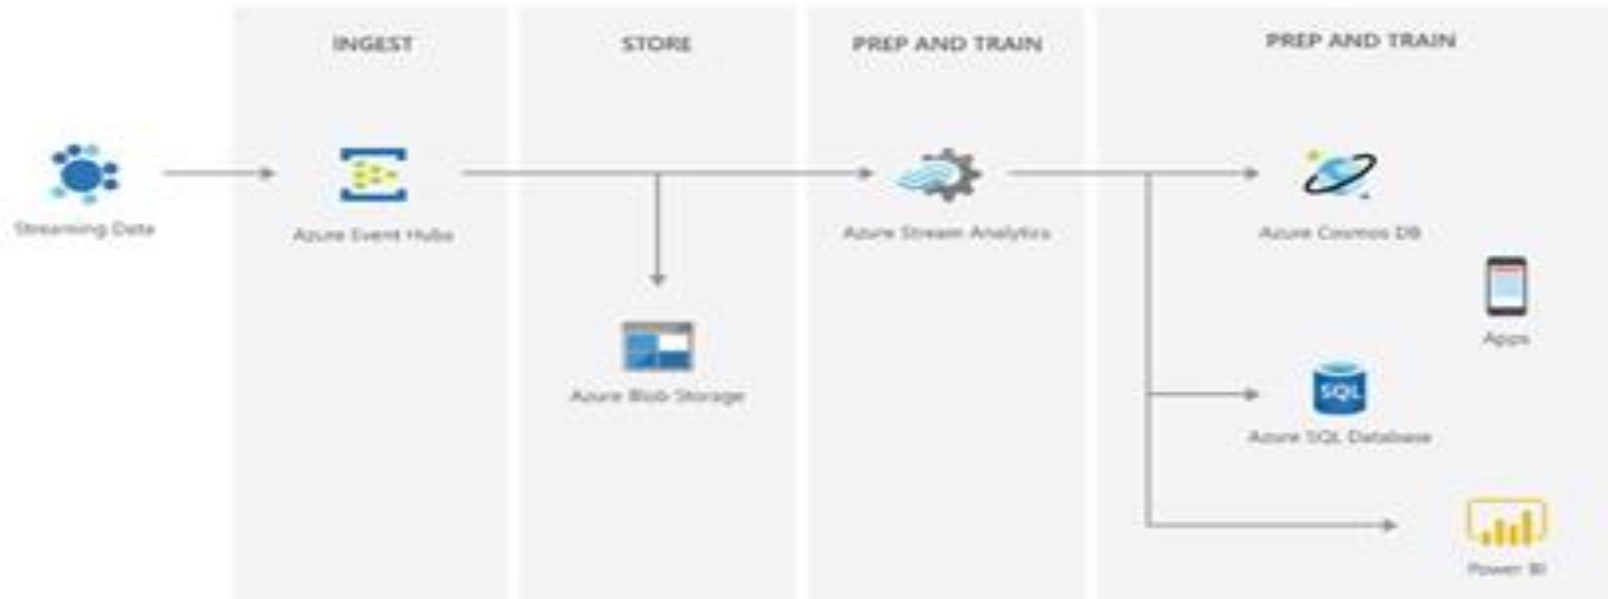 INGEST
STORE
PREP AND TRAIN
PREP AND TRAIN
Streaming Data
Azure Event Hubs
Azure Stream Analytics
Azure Cosmos DB
Apps
Azure Blob Storage
SQL
Azure SQL Database
Power BI